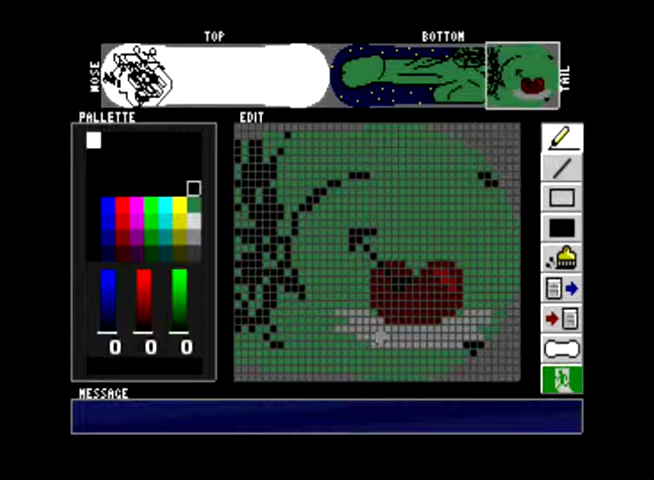 TOP
BOTTOM
NOSE
TAIL
PALLETTE
EDIT
0 0 0
MESSAGE